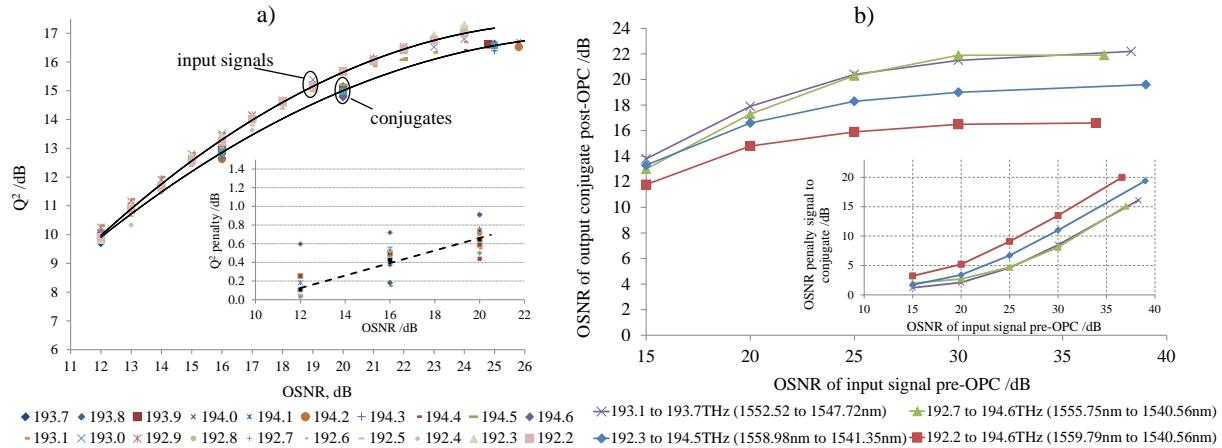 a)
17
16
15
14
13
12
11
10
9
8
7
6
Q² /dB
input signals
conjugates
1.4
1.2
1.0
0.8
0.6
0.4
0.2
0.0
Q² penalty /dB
10 12 14 16 18 20 22
OSNR /dB
11 12 13 14 15 16 17 18 19 20 21 22 23 24 25 26
OSNR, dB
193.7 193.8 193.9 194.0 194.1 194.2 194.3 194.4 194.5 194.6
193.1 193.0 192.9 192.8 192.7 192.6 192.5 192.4 192.3 192.2
b)
24
22
20
18
16
14
12
10
8
6
4
2
0
OSNR of output conjugate post-OPC /dB
20
15
10
5
0
OSNR penalty signal to
conjugate /dB
10 15 20 25 30 35 40
OSNR of input signal pre-OPC /dB
15 20 25 30 35 40
OSNR of input signal pre-OPC /dB
193.1 to 193.7THz (1552.52 to 1547.72nm) 192.7 to 194.6THz (1555.75nm to 1540.56nm)
192.3 to 194.5THz (1558.98nm to 1541.35nm) 192.2 to 194.6THz (1559.79nm to 1540.56nm)